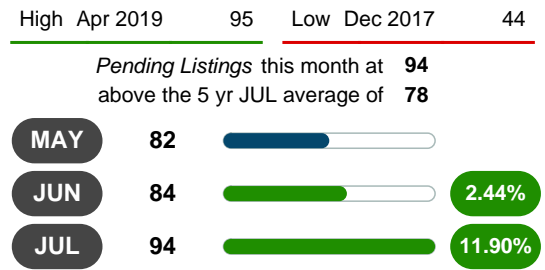 High Apr 2019 95 Low Dec 2017 44
Pending Listings this month at 94
above the 5 yr JUL average of 78
MAY 82
JUN 84 2.44%
JUL 94 11.90%